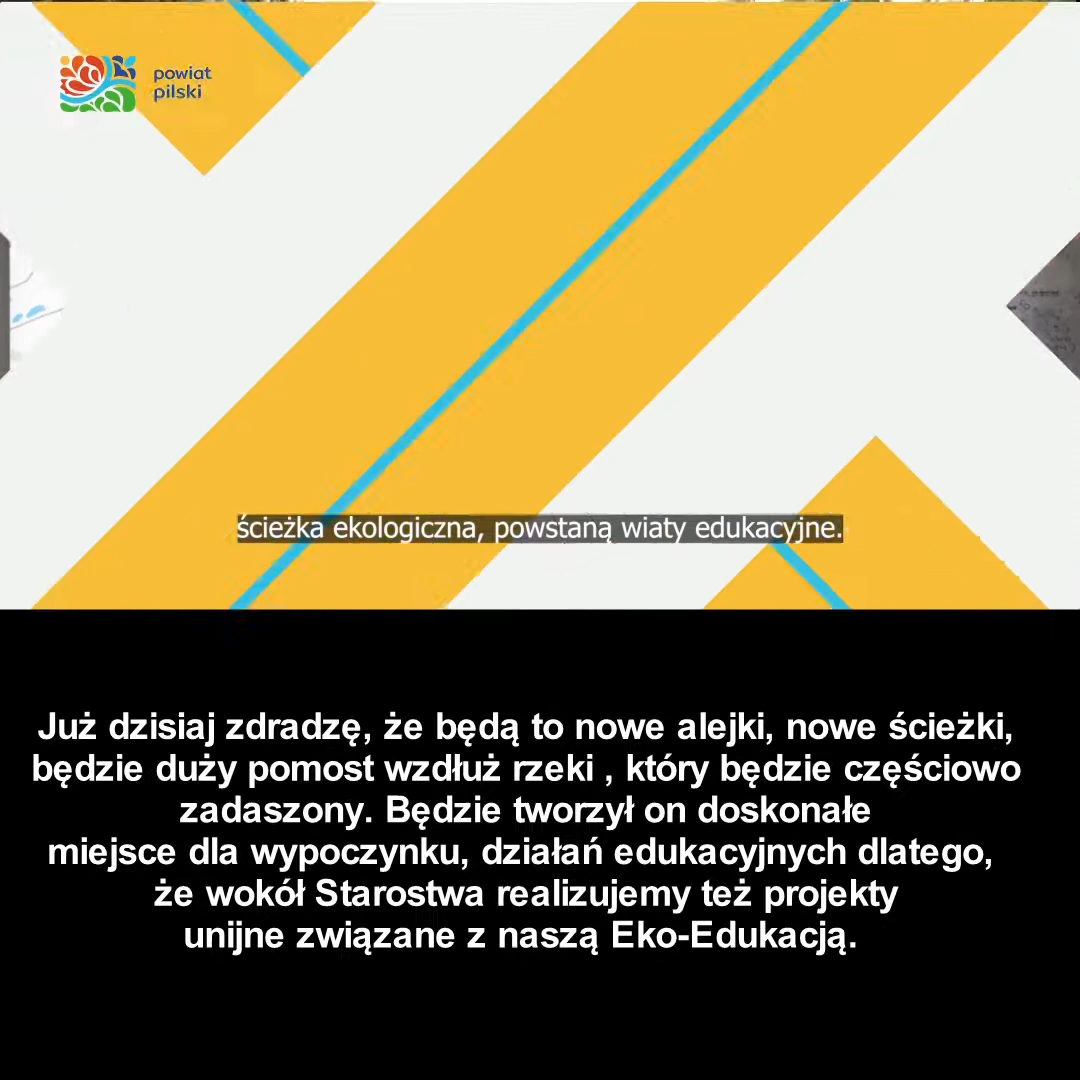 powiat
pilski
ścieżka ekologiczna, powstaną wiaty edukacyjne.
Już dzisiaj zdradzę, że będą to nowe alejki, nowe ścieżki,
będzie duży pomost wzdłuż rzeki , który będzie częściowo
zadaszony. Będzie tworzył on doskonałe
miejsce dla wypoczynku, działań edukacyjnych dlatego,
że wokół Starostwa realizujemy też projekty
unijne związane z naszą Eko-Edukacją.